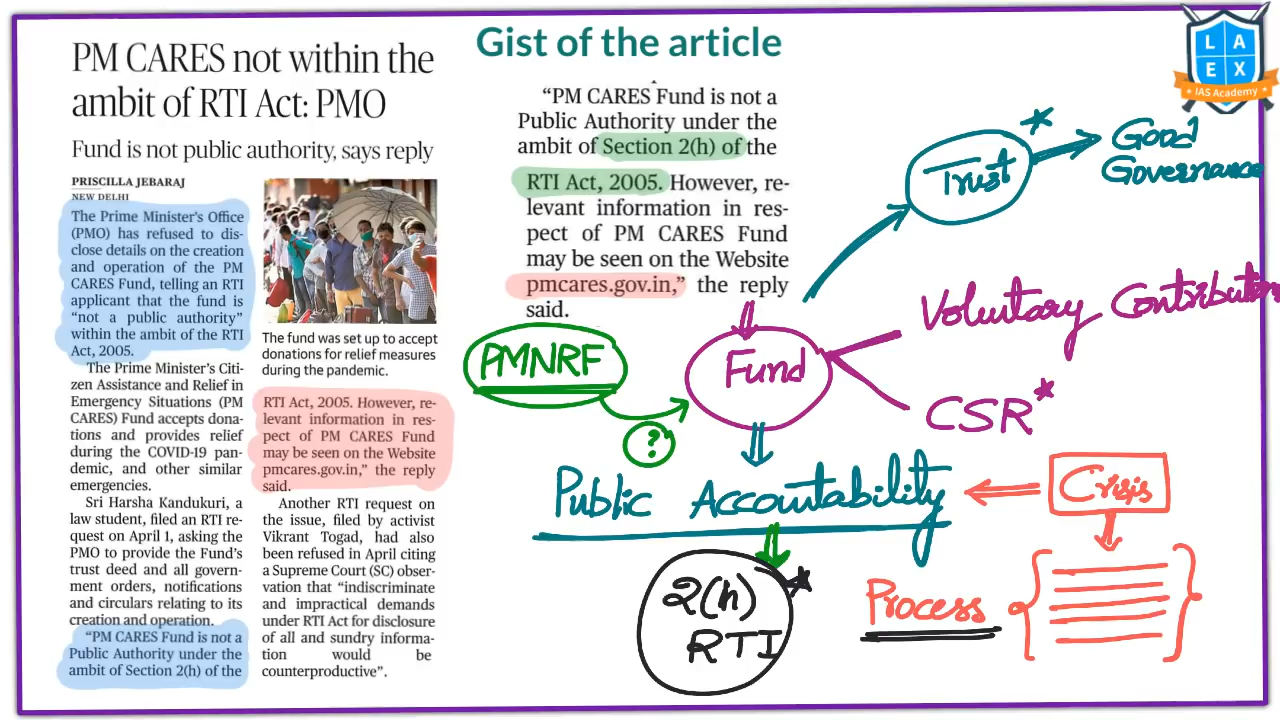 PM CARES not within the
ambit of RTI Act: PMO
Fund is not public authority, says reply
PRISCILLA JEBARAJ
NEW DELHI
The Prime Minister's Office
(PMO) has refused to dis-
close details on the creation
and operation of the PM
CARES Fund, telling an RTI
applicant that the fund is
"not a public authority"
within the ambit of the RTI
Act, 2005.
The Prime Minister's Citi-
zen Assistance and Relief in
Emergency Situations (PM
CARES) Fund accepts dona-
tions and provides relief
during the COVID-19 pan-
demic, and other similar
emergencies.
Sri Harsha Kandukuri, a
law student, filed an RTI re-
quest on April 1, asking the
PMO to provide the Fund's
trust deed and all govern-
ment orders, notifications
and circulars relating to its
creation and operation.
"PM CARES Fund is not a
Public Authority under the
ambit of Section 2(h) of the
The fund was set up to accept
donations for relief measures
during the pandemic.
RTI Act, 2005. However, re-
levant information in res-
pect of PM CARES Fund
may be seen on the Website
pmcares.gov.in," the reply
said.
Another RTI request on
the issue, filed by activist
Vikrant Togad, had also
been refused in April citing
a Supreme Court (SC) obser-
vation that "indiscriminate
and impractical demands
under RTI Act for disclosure
of all and sundry informa-
tion would be
counterproductive".
Gist of the article
"PM CARES Fund is not a
Public Authority under the
ambit of Section 2(h) of the
RTI Act, 2005. However, re-
levant information in res-
pect of PM CARES Fund
may be seen on the Website
pmcares.gov.in," the reply
said.
PMNRF
?
Fund
Trust
Good
Governance
Voluntary Contributions
CSR
Public Accountability
Crisis
2(h)
RTI
Process
L A
E X
IAS Academy